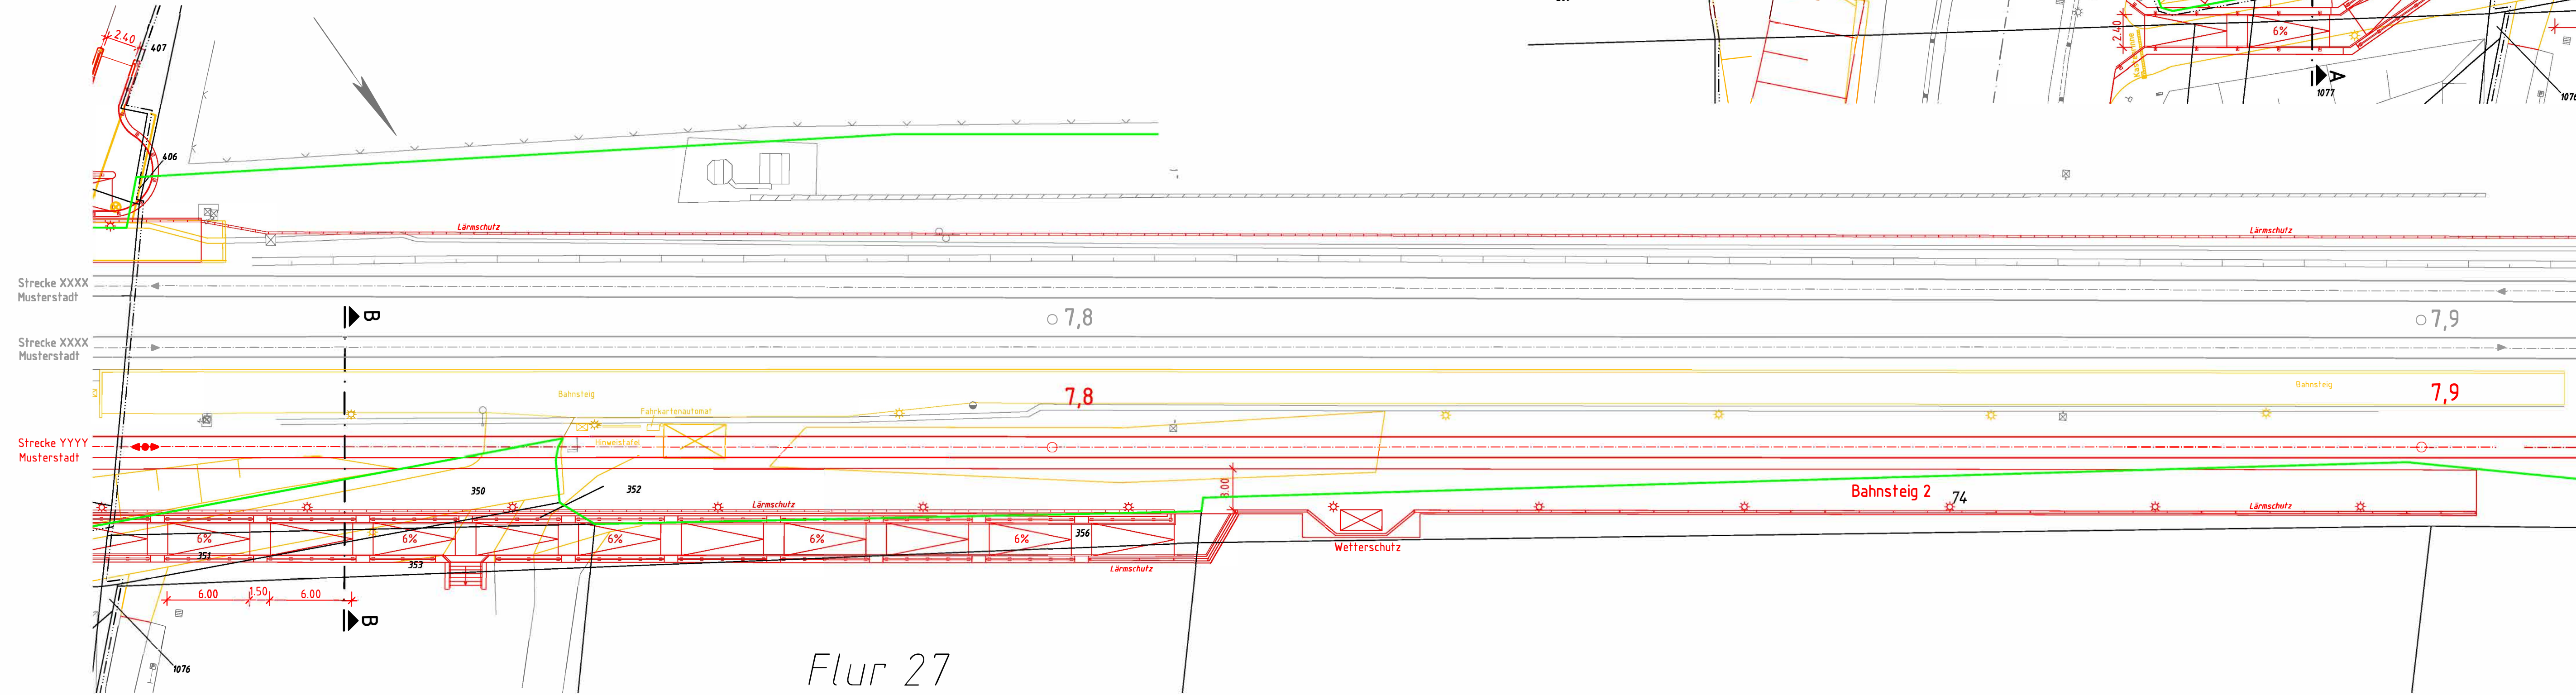 2.40
407
2.40
6%
A
1077
1076
406
Lärmschutz
Lärmschutz
Strecke XXXX
Musterstadt
B
7,8
7,9
Strecke XXXX
Musterstadt
Bahnsteig
Bahnsteig
7,8
7,9
Fahrkartenautomat
Hinweistafel
Strecke YYYY
Musterstadt
350
352
3.00
Bahnsteig 2
74
Lärmschutz
Lärmschutz
6%
6%
6%
6%
6%
356
351
353
Wetterschutz
Lärmschutz
6.00
1.50
6.00
B
1076
Flur 27